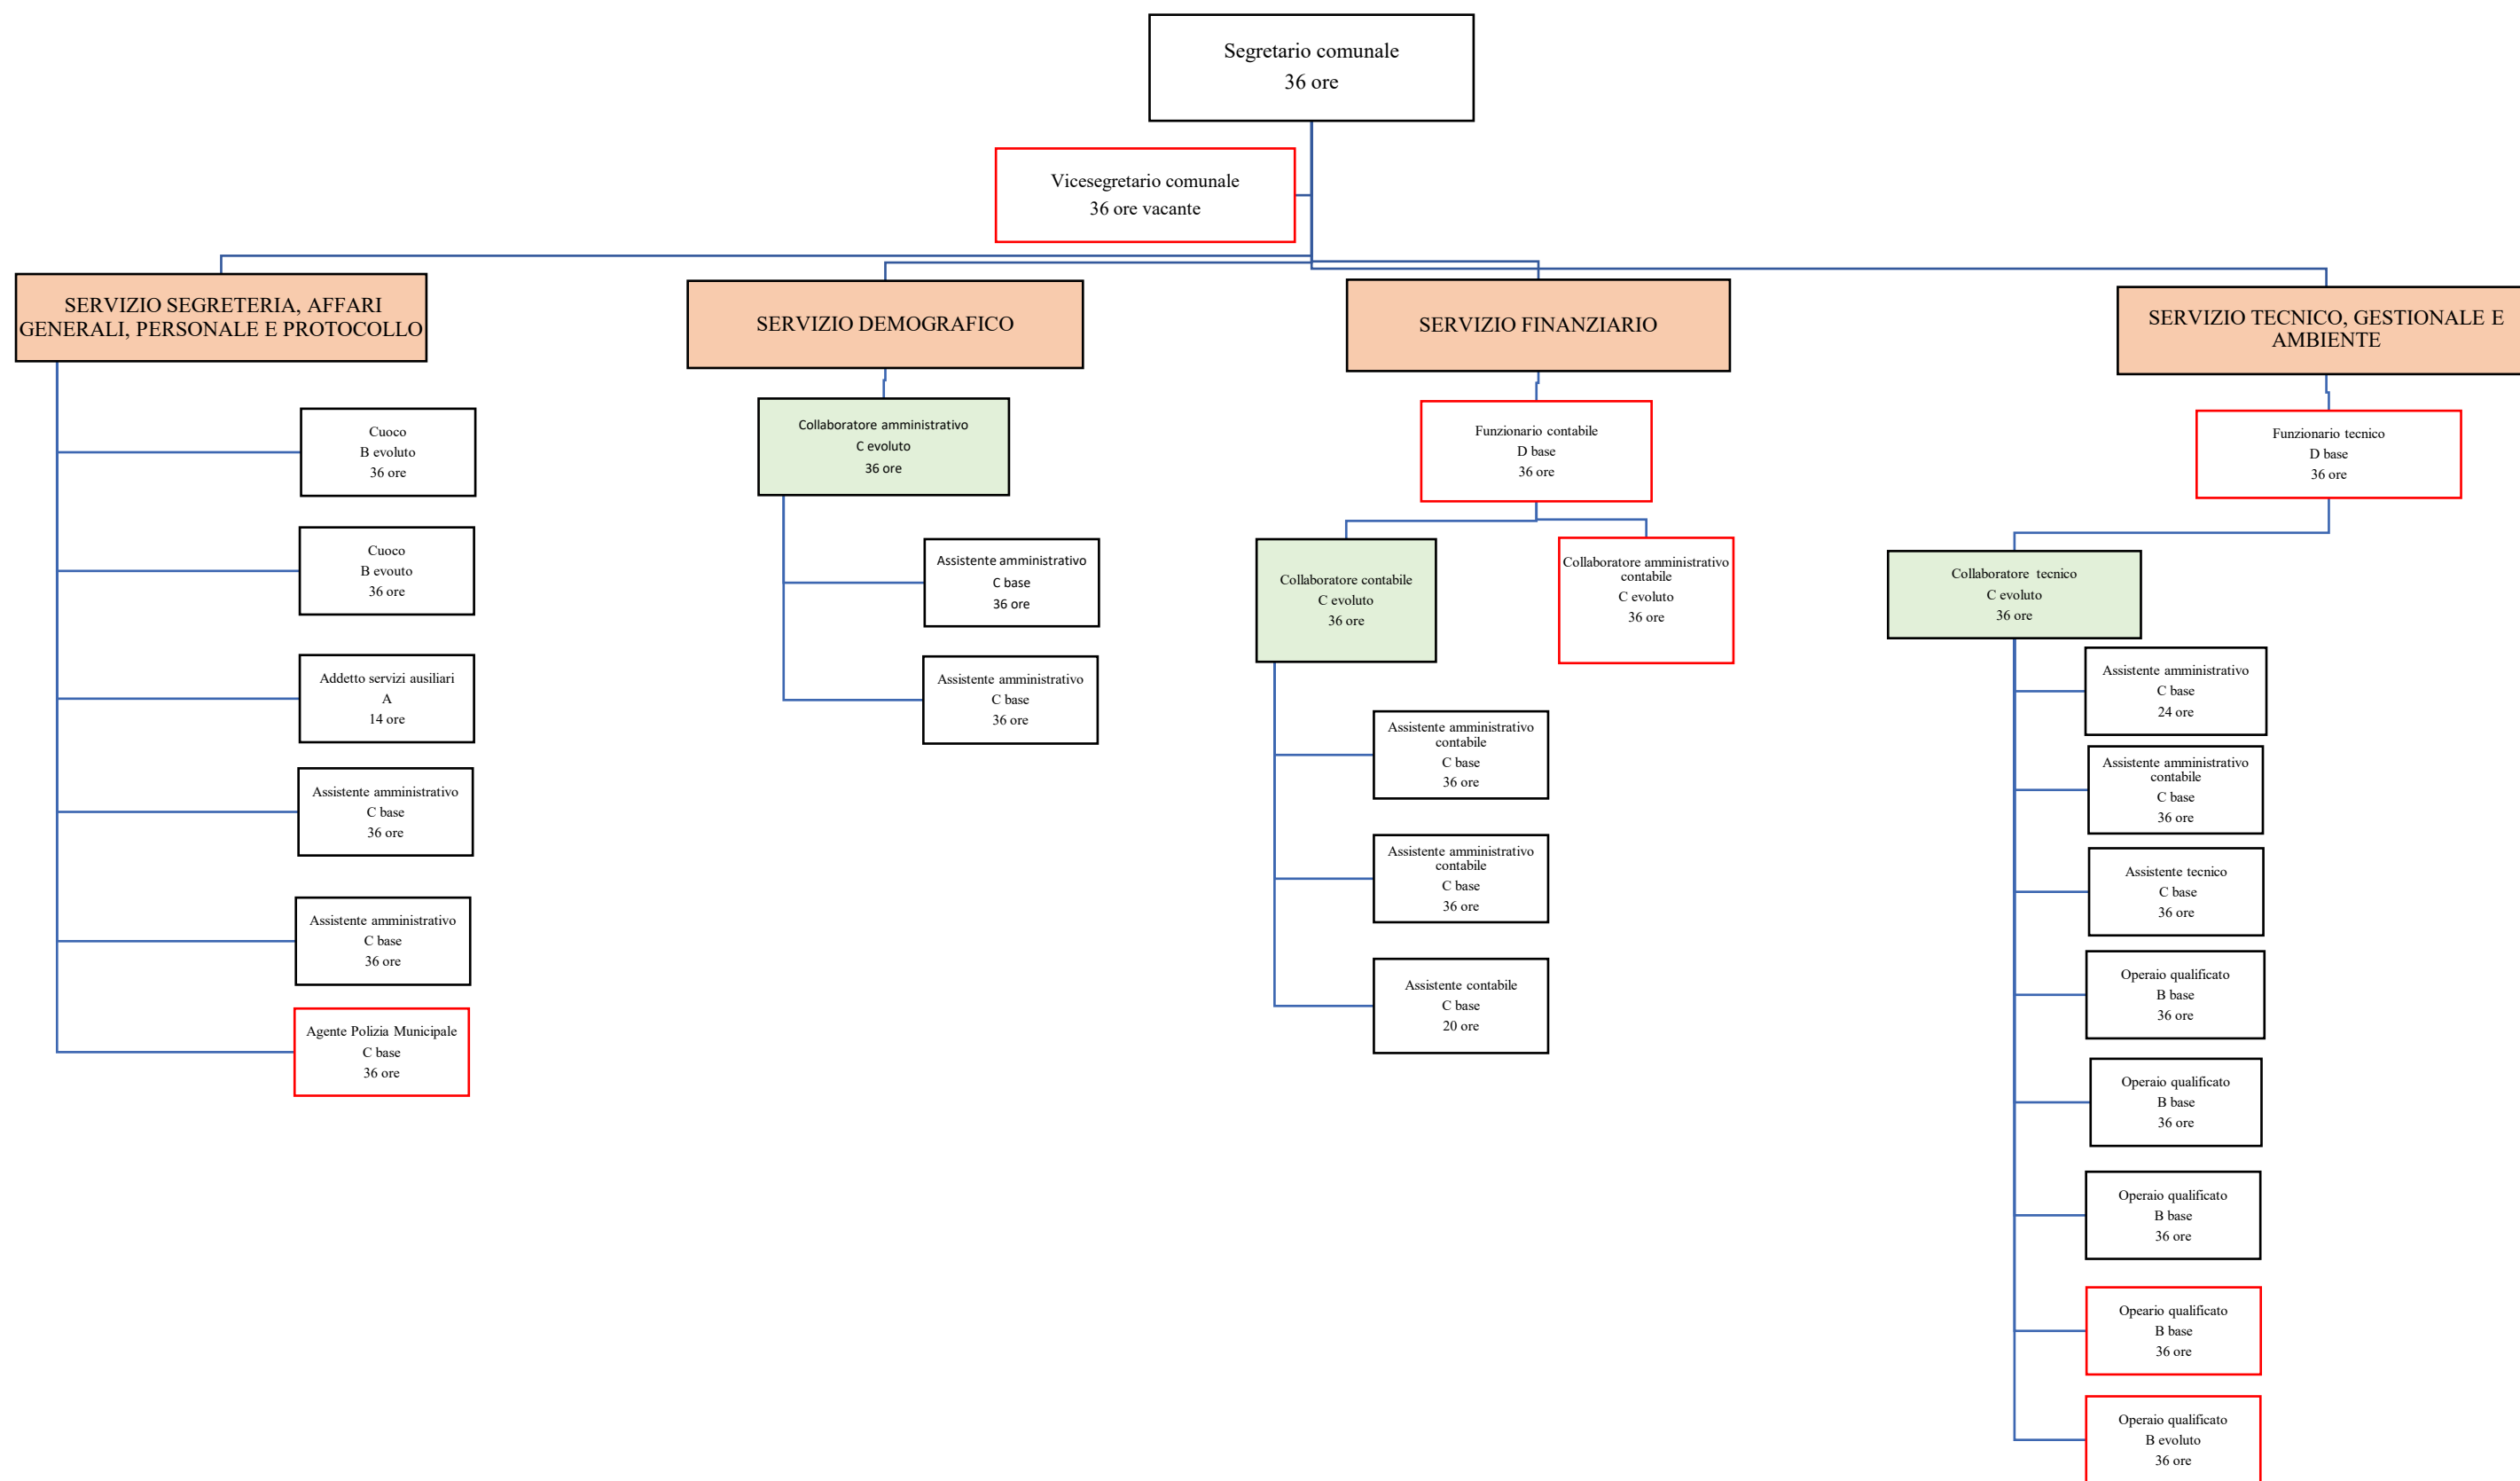 Segretario comunale
36 ore
Vicesegretario comunale
36 ore vacante
SERVIZIO SEGRETERIA, AFFARI
GENERALI, PERSONALE E PROTOCOLLO
Cuoco
B evoluto
36 ore
Cuoco
B evouto
36 ore
Addetto servizi ausiliari
A
14 ore
Assistente amministrativo
C base
36 ore
Assistente amministrativo
C base
36 ore
Agente Polizia Municipale
C base
36 ore
SERVIZIO DEMOGRAFICO
Collaboratore amministrativo
C evoluto
36 ore
Assistente amministrativo
C base
36 ore
Assistente amministrativo
C base
36 ore
SERVIZIO FINANZIARIO
Funzionario contabile
D base
36 ore
Collaboratore contabile
C evoluto
36 ore
Collaboratore amministrativo
contabile
C evoluto
36 ore
Assistente amministrativo
contabile
C base
36 ore
Assistente amministrativo
contabile
C base
36 ore
Assistente contabile
C base
20 ore
SERVIZIO TECNICO, GESTIONALE E
AMBIENTE
Funzionario tecnico
D base
36 ore
Collaboratore tecnico
C evoluto
36 ore
Assistente amministrativo
C base
24 ore
Assistente amministrativo
contabile
C base
36 ore
Assistente tecnico
C base
36 ore
Operaio qualificato
B base
36 ore
Operaio qualificato
B base
36 ore
Operaio qualificato
B base
36 ore
Opeario qualificato
B base
36 ore
Operaio qualificato
B evoluto
36 ore